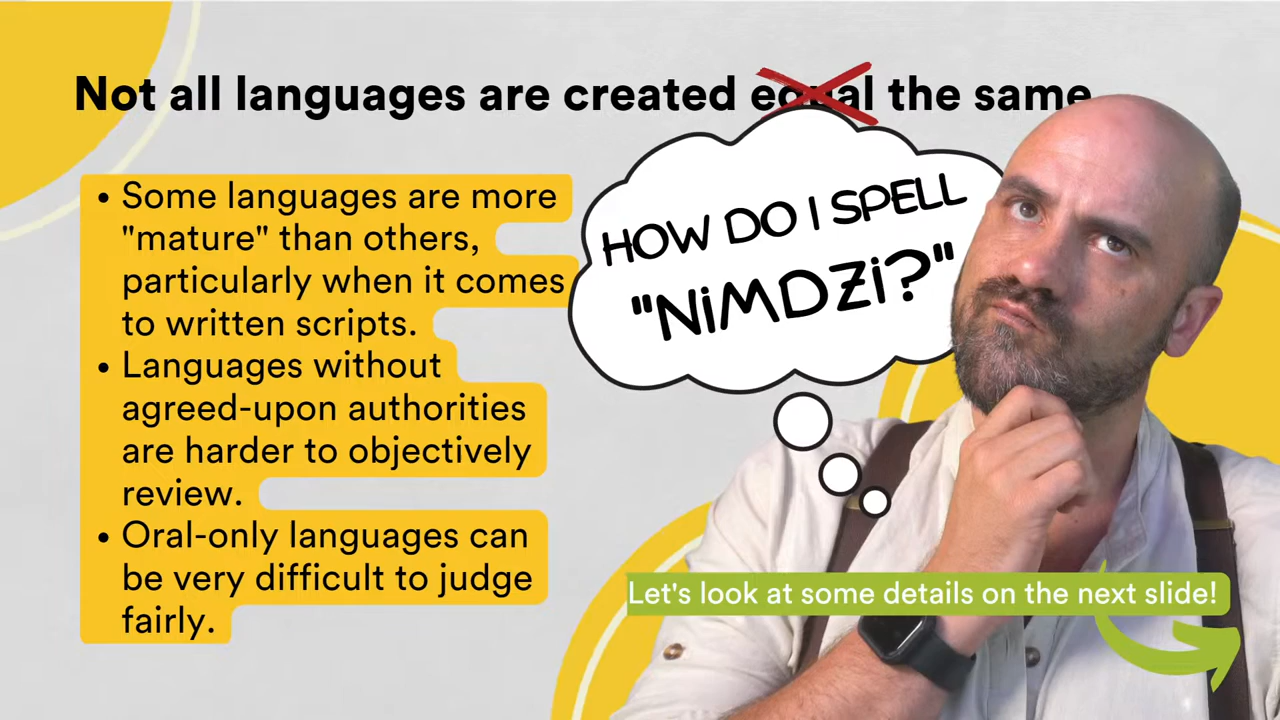 Not all languages are created equal the same
• Some languages are more
"mature" than others,
particularly when it comes
to written scripts.
• Languages without
agreed-upon authorities
are harder to objectively
review.
• Oral-only languages can
be very difficult to judge
fairly.
HOW DO I SPELL
"NiMDZi?"
Let's look at some details on the next slide!